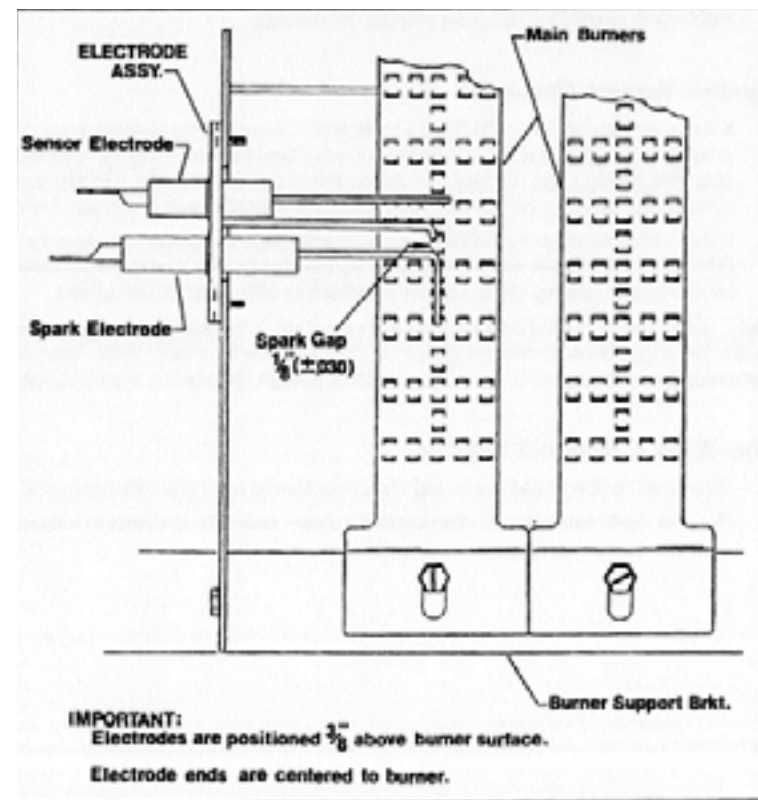 ELECTRODE
ASSY.
Main Burners
Sensor Electrode
Spark Electrode
Spark Gap
1/8" (±.030)
Burner Support Brkt.
IMPORTANT:
Electrodes are positioned 3/8" above burner surface.
Electrode ends are centered to burner.